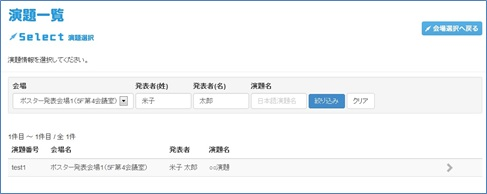 演題一覧
Select 演題選択
会場選択へ戻る
演題情報を選択してください。
会場 発表者(姓) 発表者(名) 演題名
ポスター発表会場1(5F第4会議室) 米子 太郎 日本語演題名 絞り込み クリア
1件目 ～ 1件目 / 全 1件
演題番号 会場名 発表者 演題名
test1 ポスター発表会場1(5F第4会議室) 米子 太郎 ○○演題